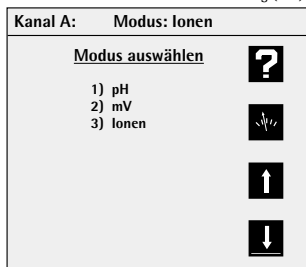 Kanal A: Modus: Ionen
Modus auswählen
1) pH
2) mV
3) Ionen
?